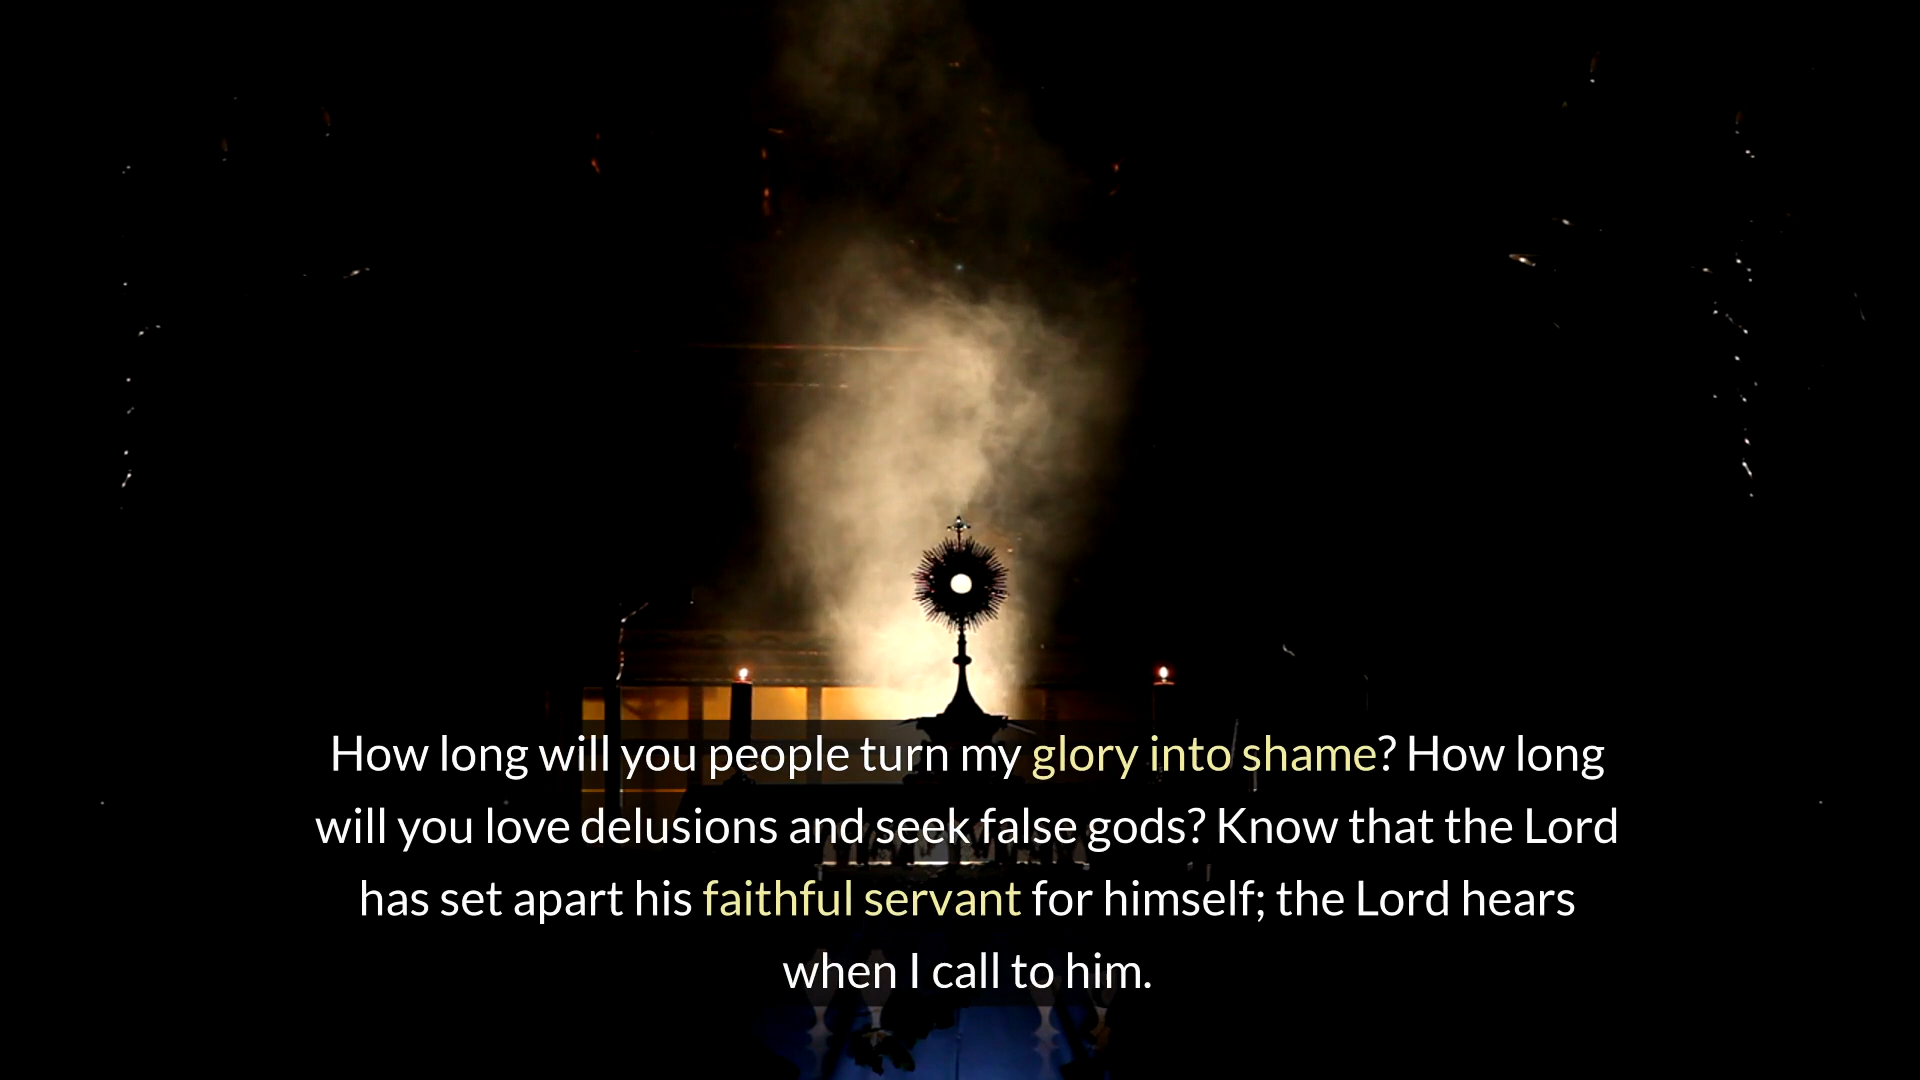 How long will you people turn my glory into shame? How long
will you love delusions and seek false gods? Know that the Lord
has set apart his faithful servant for himself; the Lord hears
when I call to him.